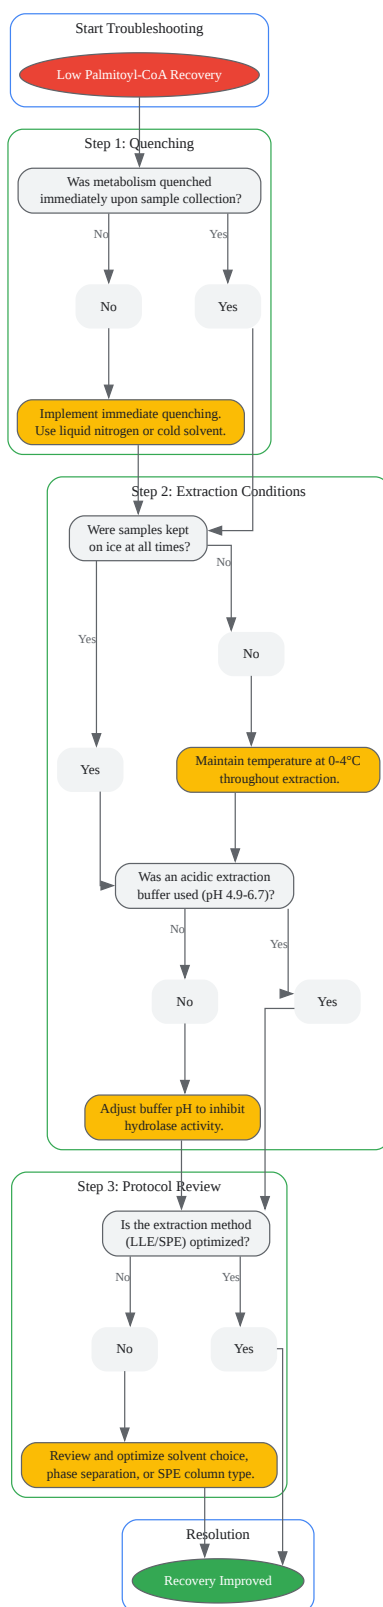 Start Troubleshooting
Low Palmitoyl-CoA Recovery
Step 1: Quenching
Was metabolism quenched
immediately upon sample collection?
No
Yes
No
Yes
Implement immediate quenching.
Use liquid nitrogen or cold solvent.
Step 2: Extraction Conditions
Were samples kept
on ice at all times?
No
Yes
No
Yes
Maintain temperature at 0-4°C
throughout extraction.
Was an acidic extraction
buffer used (pH 4.9-6.7)?
No
Yes
No
Yes
Adjust buffer pH to inhibit
hydrolase activity.
Step 3: Protocol Review
Is the extraction method
(LLE/SPE) optimized?
No
Yes
No
Yes
Review and optimize solvent choice,
phase separation, or SPE column type.
Resolution
Recovery Improved